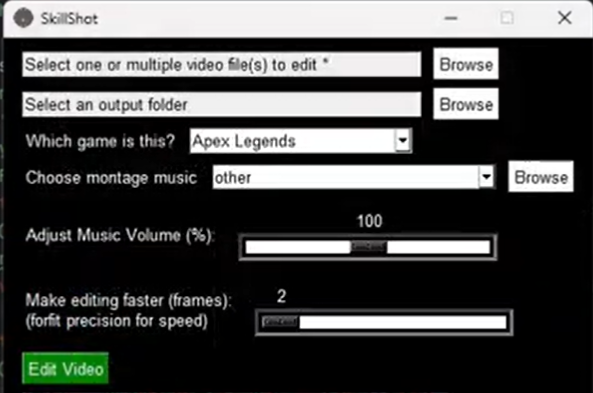 SkillShot
Select one or multiple video file(s) to edit * Browse
Select an output folder Browse
Which game is this? Apex Legends
Choose montage music other Browse
100
Adjust Music Volume (%):
2
Make editing faster (frames):
(forfit precision for speed)
Edit Video